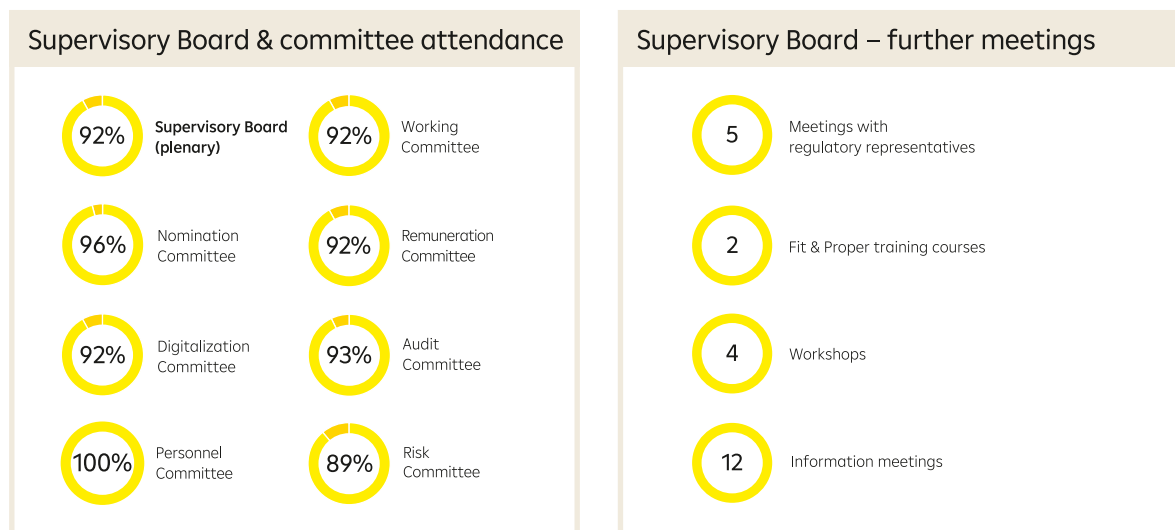 Supervisory Board & committee attendance
92%
Supervisory Board
(plenary)
92%
Working
Committee
96%
Nomination
Committee
92%
Remuneration
Committee
92%
Digitalization
Committee
93%
Audit
Committee
100%
Personnel
Committee
89%
Risk
Committee
Supervisory Board – further meetings
5
Meetings with
regulatory representatives
2
Fit & Proper training courses
4
Workshops
12
Information meetings